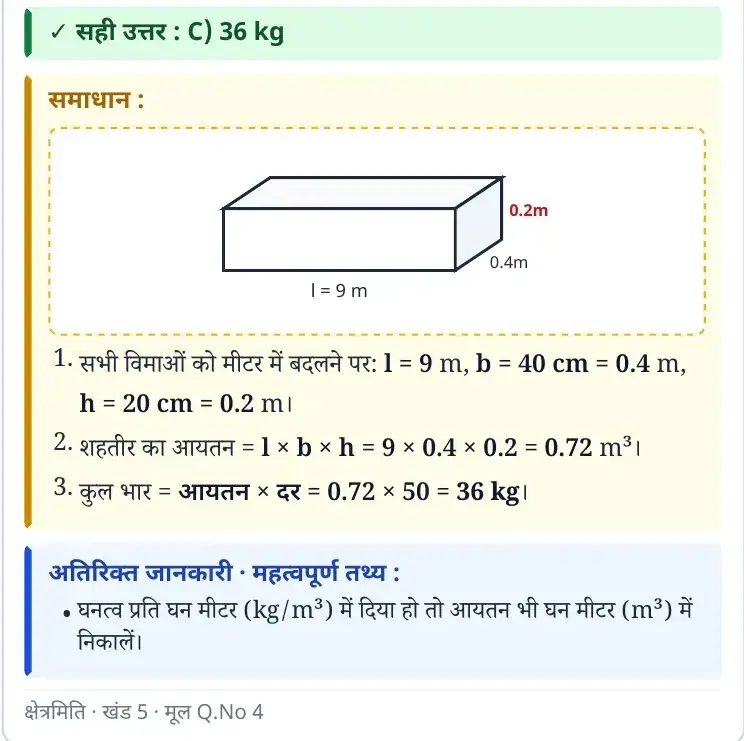 ✓ सही उत्तर : C) 36 kg
समाधान :
0.2m
0.4m
l = 9 m
1. सभी विमाओं को मीटर में बदलने पर: l = 9 m, b = 40 cm = 0.4 m,
h = 20 cm = 0.2 m।
2. शहतीर का आयतन = l × b × h = 9 × 0.4 × 0.2 = 0.72 m³।
3. कुल भार = आयतन × दर = 0.72 × 50 = 36 kg।
अतिरिक्त जानकारी · महत्वपूर्ण तथ्य :
• घनत्व प्रति घन मीटर (kg/m³) में दिया हो तो आयतन भी घन मीटर (m³) में
निकालें।
क्षेत्रमिति · खंड 5 · मूल Q.No 4